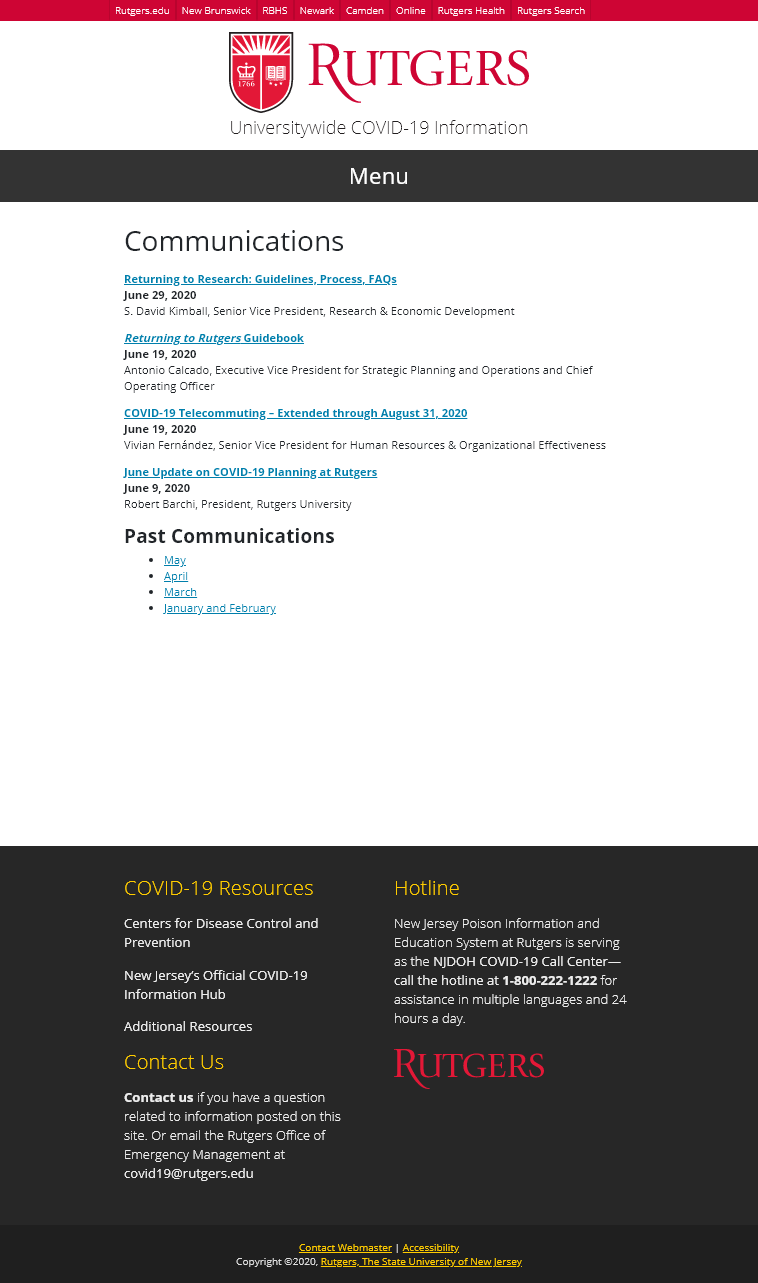 Rutgers.edu New Brunswick RBHS Newark Camden Online Rutgers Health Rutgers Search
1766
RUTGERS
Universitywide COVID-19 Information
Menu
Communications
Returning to Research: Guidelines, Process, FAQs
June 29, 2020
S. David Kimball, Senior Vice President, Research & Economic Development
Returning to Rutgers Guidebook
June 19, 2020
Antonio Calcado, Executive Vice President for Strategic Planning and Operations and Chief
Operating Officer
COVID-19 Telecommuting – Extended through August 31, 2020
June 19, 2020
Vivian Fernández, Senior Vice President for Human Resources & Organizational Effectiveness
June Update on COVID-19 Planning at Rutgers
June 9, 2020
Robert Barchi, President, Rutgers University
Past Communications
• May
• April
• March
• January and February
COVID-19 Resources
Centers for Disease Control and
Prevention
New Jersey’s Official COVID-19
Information Hub
Additional Resources
Contact Us
Contact us if you have a question
related to information posted on this
site. Or email the Rutgers Office of
Emergency Management at
covid19@rutgers.edu
Hotline
New Jersey Poison Information and
Education System at Rutgers is serving
as the NJDOH COVID-19 Call Center—
call the hotline at 1-800-222-1222 for
assistance in multiple languages and 24
hours a day.
RUTGERS
Contact Webmaster | Accessibility
Copyright ©2020, Rutgers, The State University of New Jersey